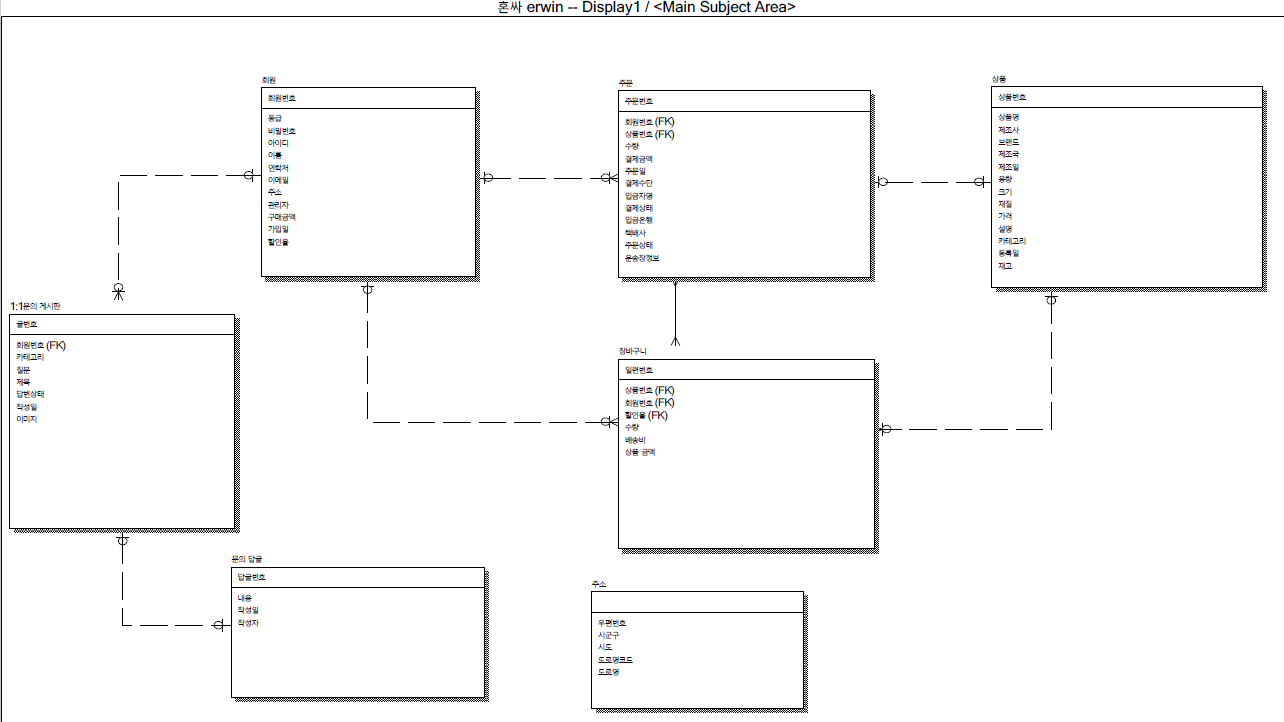 혼싸 erwin -- Display1 / <Main Subject Area>
회원
회원번호
등급
비밀번호
아이디
이름
연락처
이메일
주소
관리자
구매금액
가입일
할인율
주문
주문번호
회원번호 (FK)
상품번호 (FK)
수량
결제금액
주문일
결제수단
입금자명
결제상태
입금은행
택배사
주문상태
운송장정보
상품
상품번호
상품명
제조사
브랜드
제조국
제조일
용량
크기
재질
가격
설명
카테고리
등록일
재고
1:1문의 게시판
글번호
회원번호 (FK)
카테고리
질문
제목
답변상태
작성일
이미지
장바구니
일련번호
상품번호 (FK)
회원번호 (FK)
할인율 (FK)
수량
배송비
상품 금액
문의 답글
답글번호
내용
작성일
작성자
주소
우편번호
시군구
시도
도로명코드
도로명